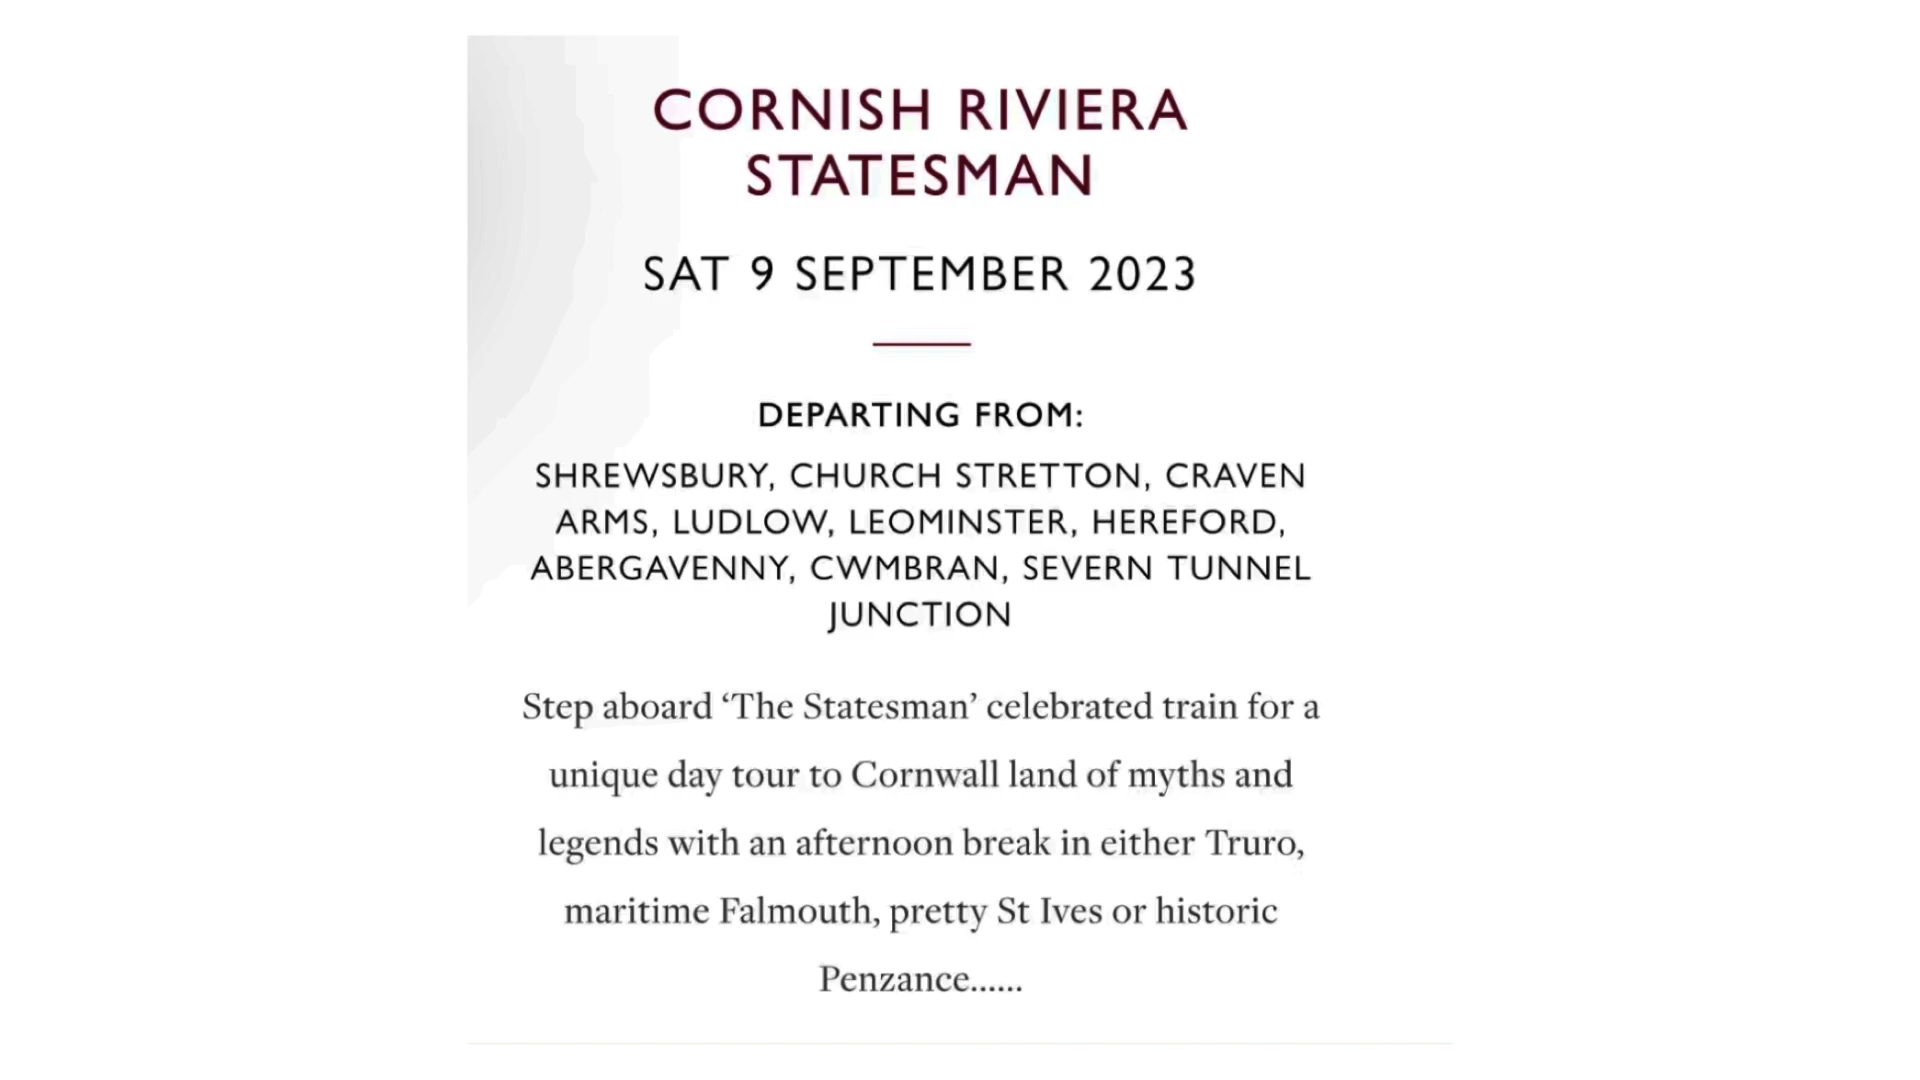 CORNISH RIVIERA
STATESMAN
SAT 9 SEPTEMBER 2023
DEPARTING FROM:
SHREWSBURY, CHURCH STRETTON, CRAVEN
ARMS, LUDLOW, LEOMINSTER, HEREFORD,
ABERGAVENNY, CWMBRAN, SEVERN TUNNEL
JUNCTION
Step aboard ‘The Statesman’ celebrated train for a
unique day tour to Cornwall land of myths and
legends with an afternoon break in either Truro,
maritime Falmouth, pretty St Ives or historic
Penzance......